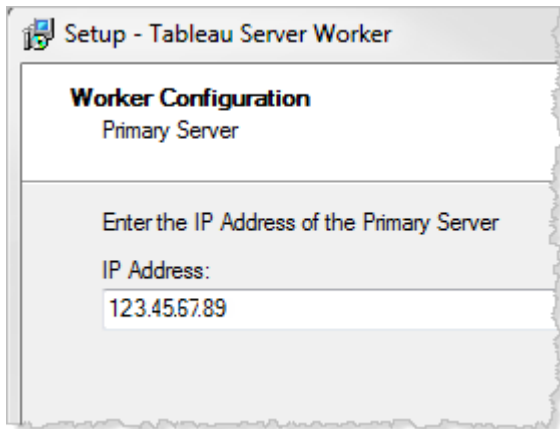 Setup - Tableau Server Worker
Worker Configuration
Primary Server
Enter the IP Address of the Primary Server
IP Address:
123.45.67.89